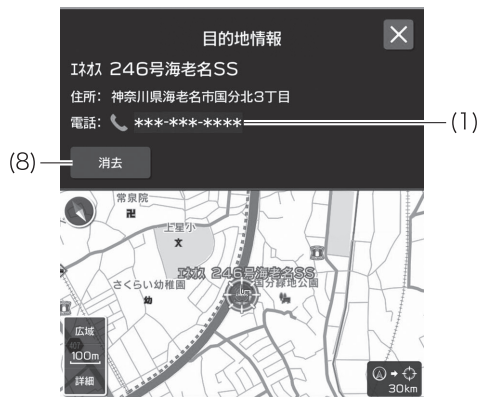 目的地情報
ｴﾈｵｽ 246号海老名SS
住所: 神奈川県海老名市国分北3丁目
電話: ***-***-****
(1)
(8)
消去
常泉院
上星小
文
ｴﾈｵｽ 246号海老名SS
さくらい幼稚園
国分緑地公園
幼
広域
100m
詳細
30km